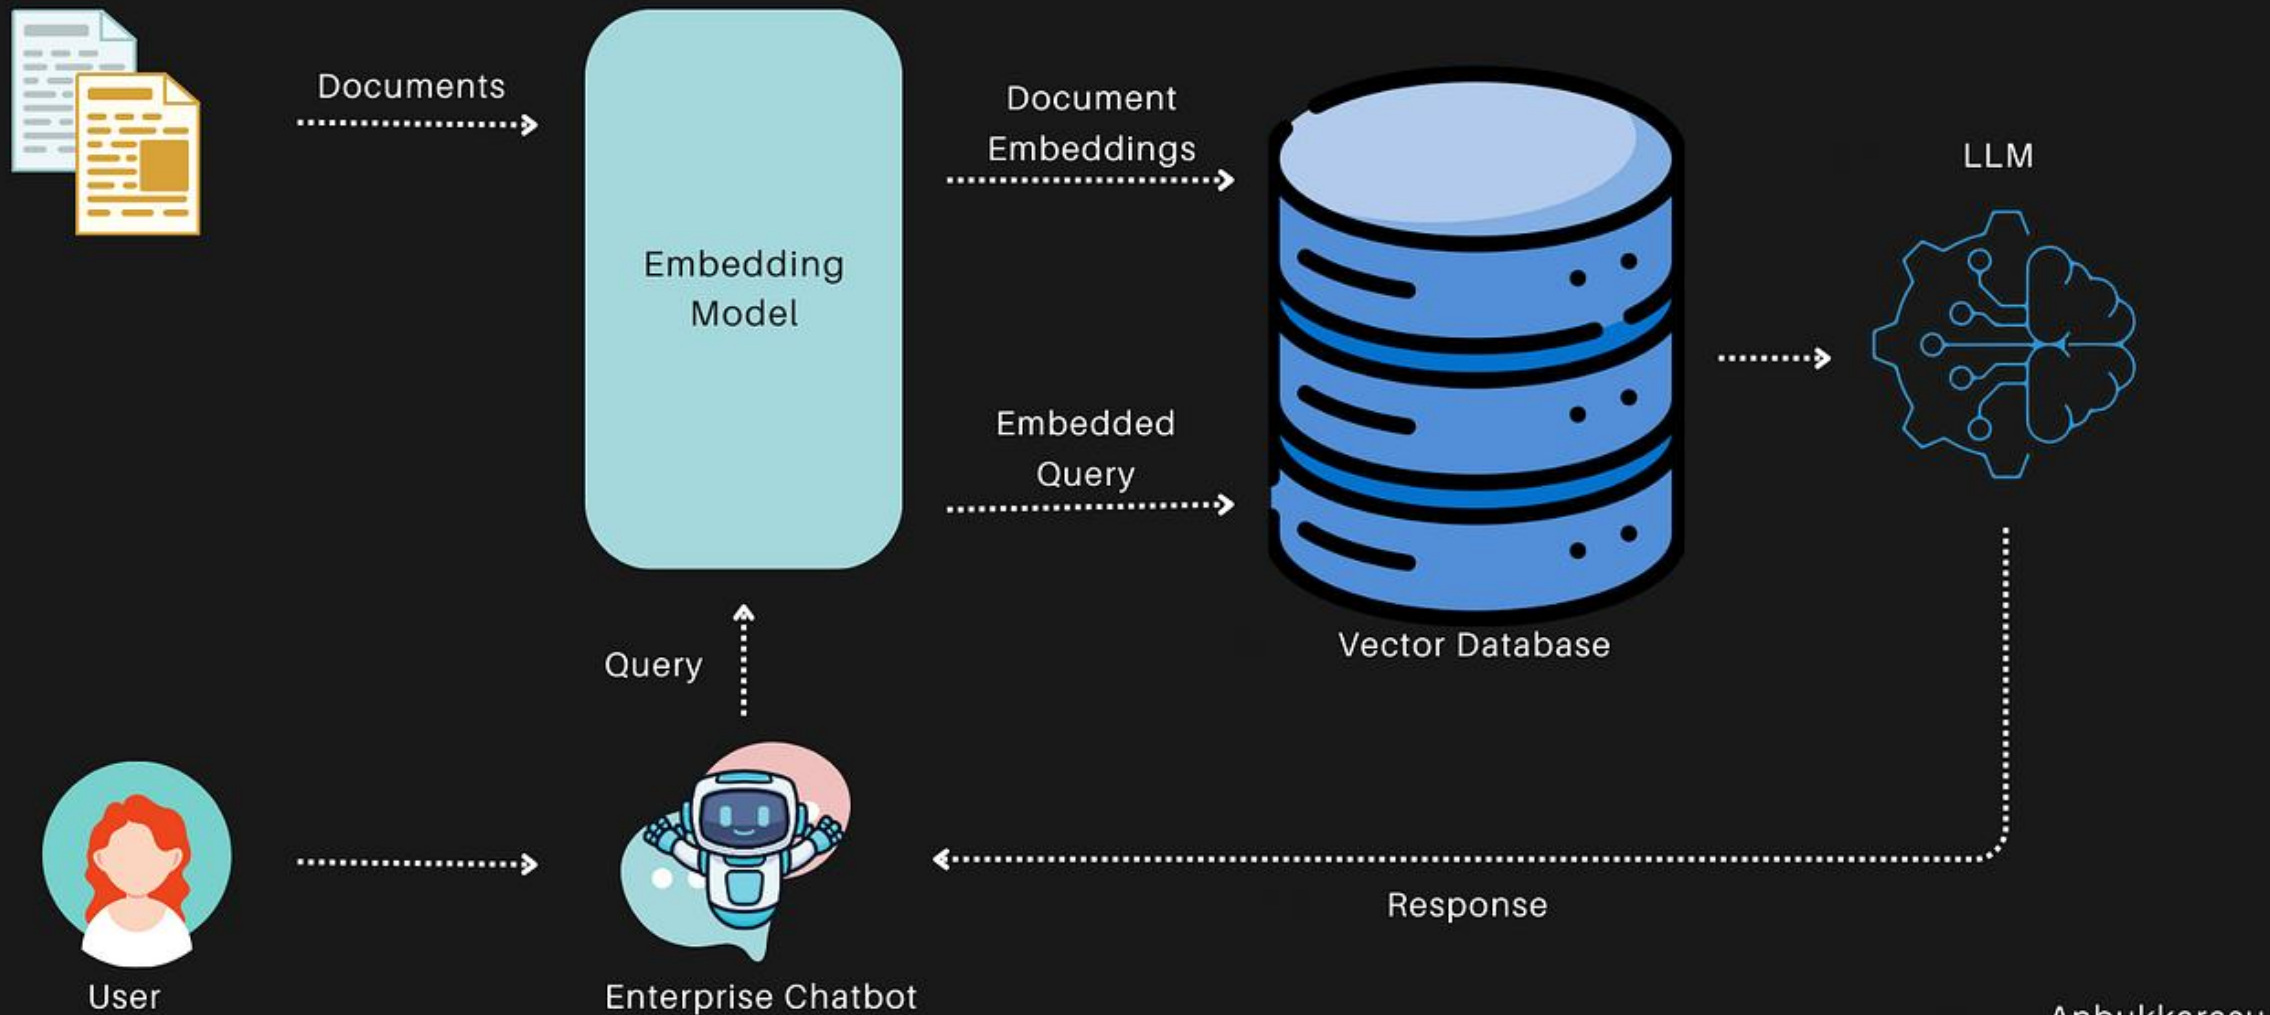 Documents
Document
Embeddings
LLM
Embedding
Model
Embedded
Query
Vector Database
Query
Response
User
Enterprise Chatbot